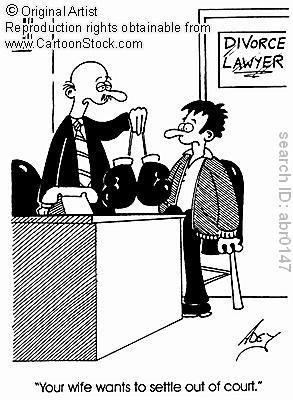 © Original Artist
Reproduction rights obtainable from
www.CartoonStock.com
DIVORCE
LAWYER
search ID: abr0147
ADEY
"Your wife wants to settle out of court."